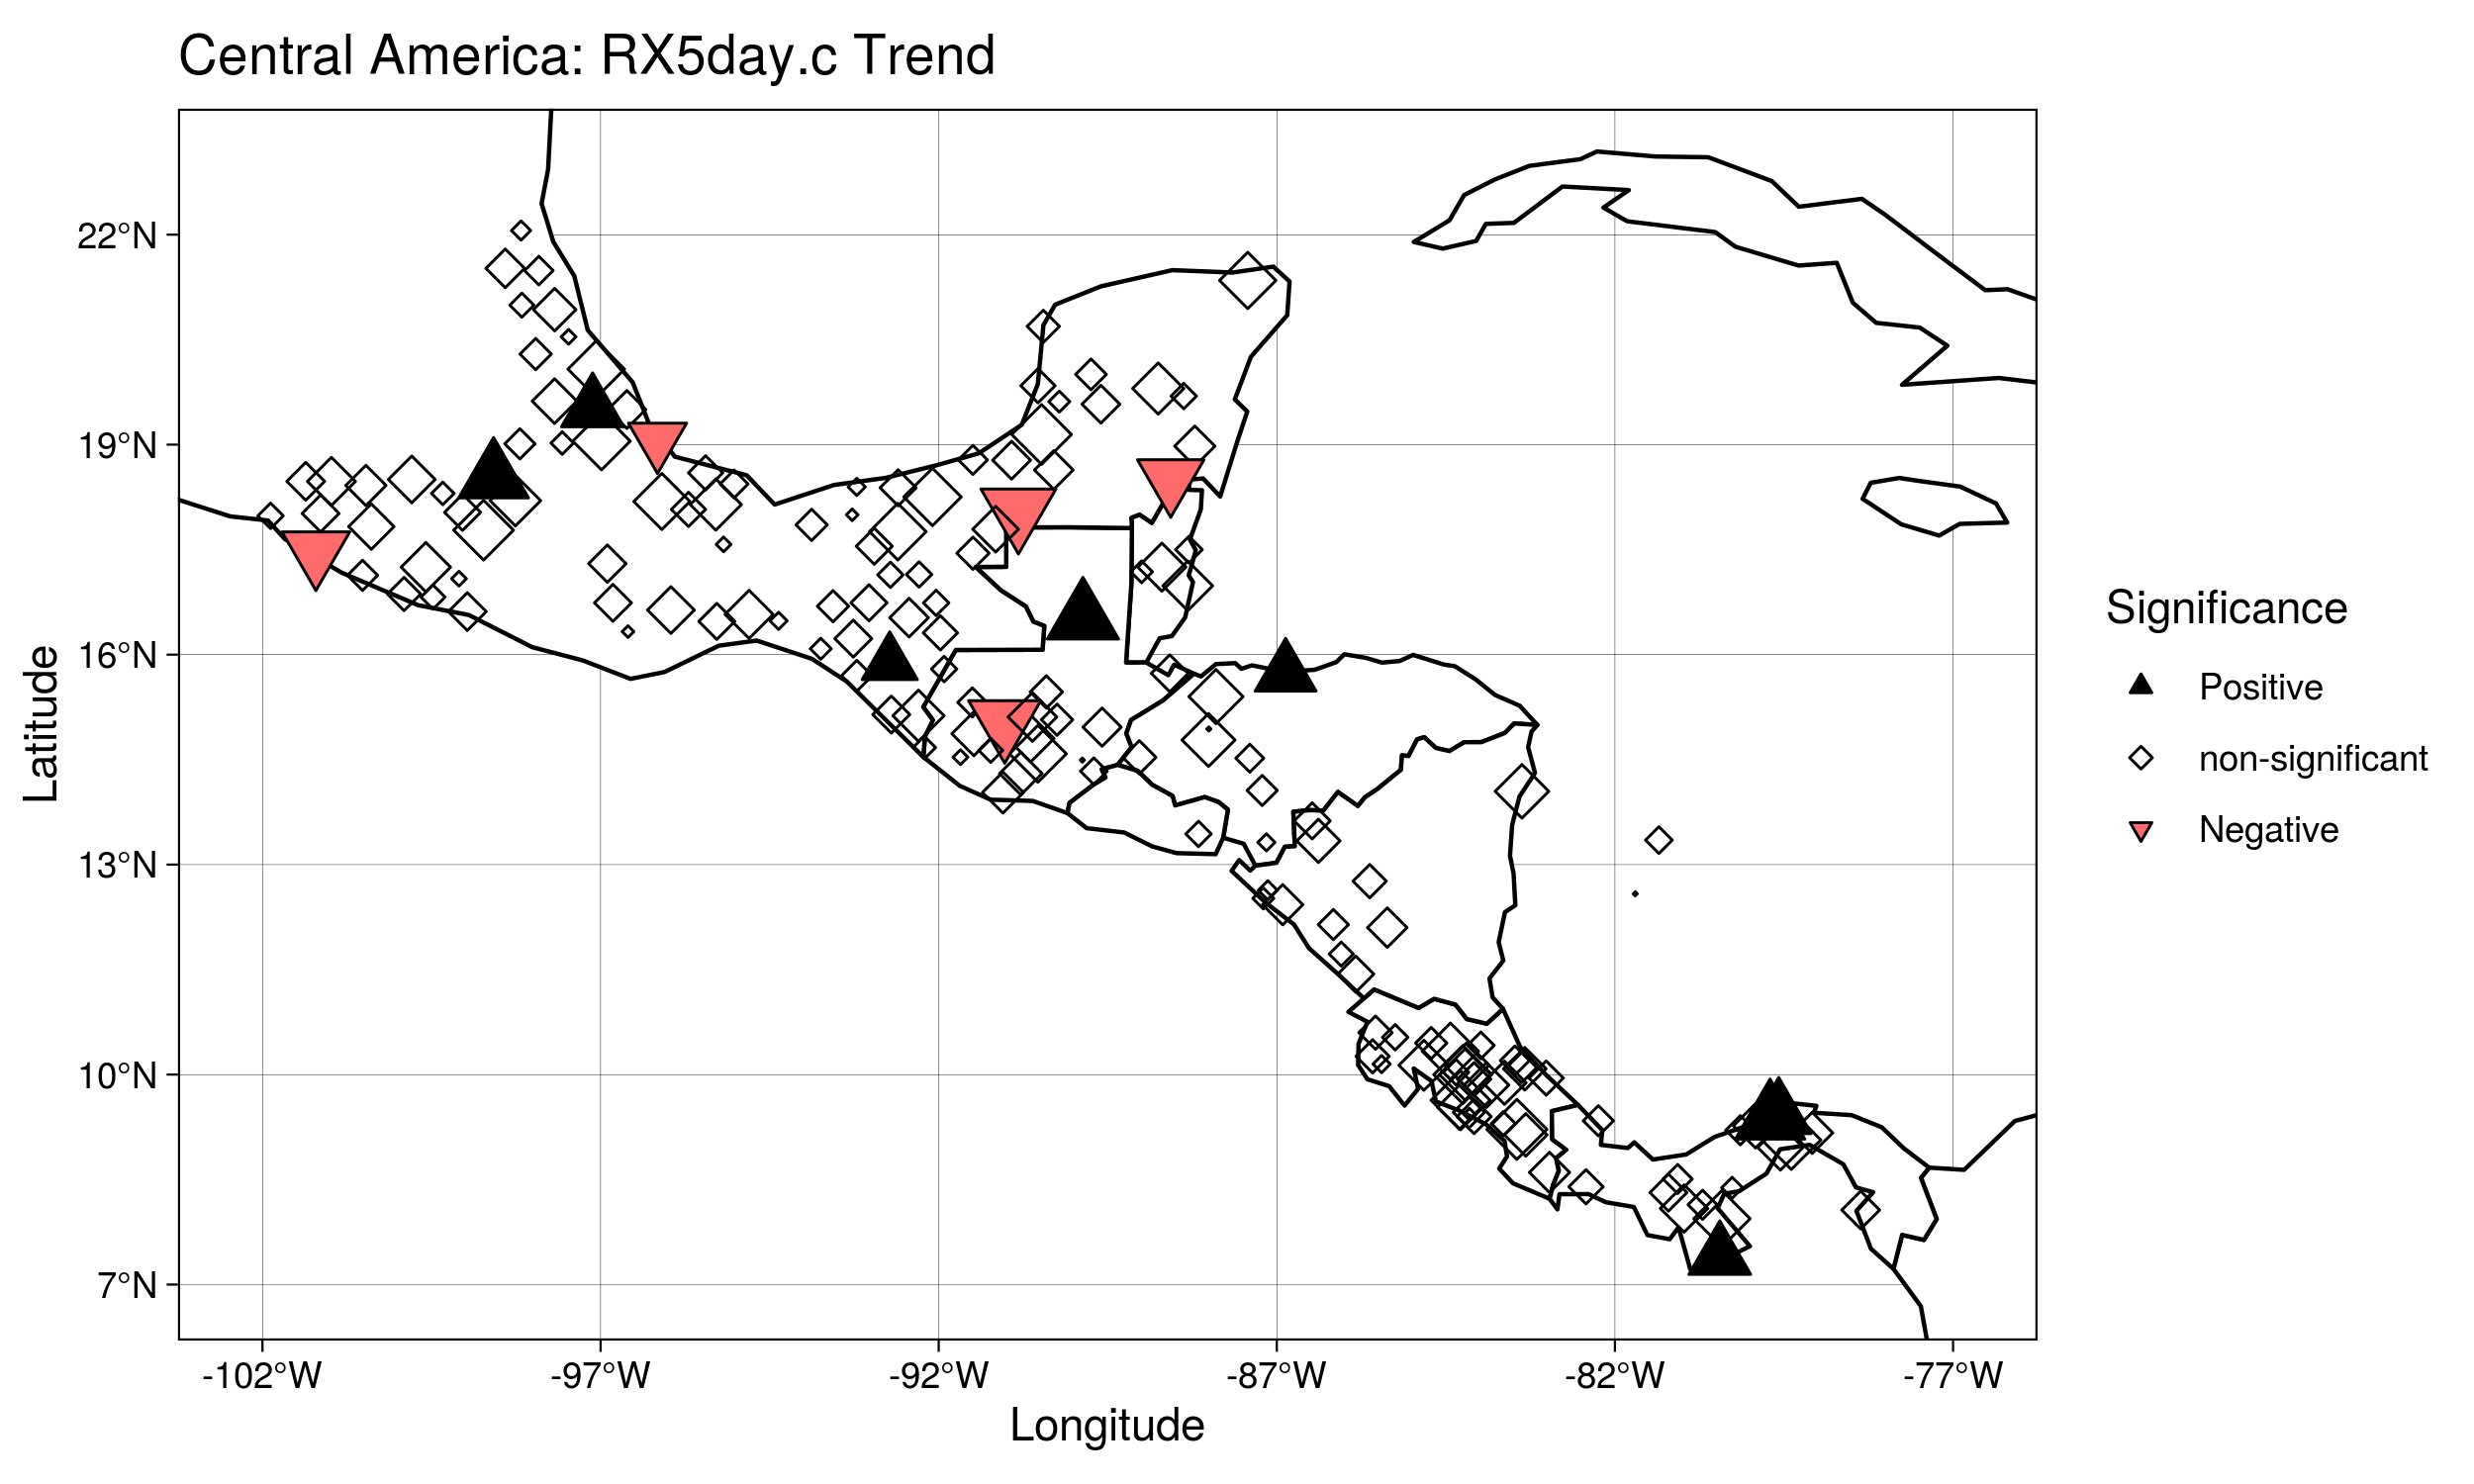 Central America: RX5day.c Trend
22°N
19°N
16°N
13°N
10°N
7°N
Latitude
-102°W
-97°W
-92°W
-87°W
-82°W
-77°W
Longitude
Significance
Positive
non-significant
Negative